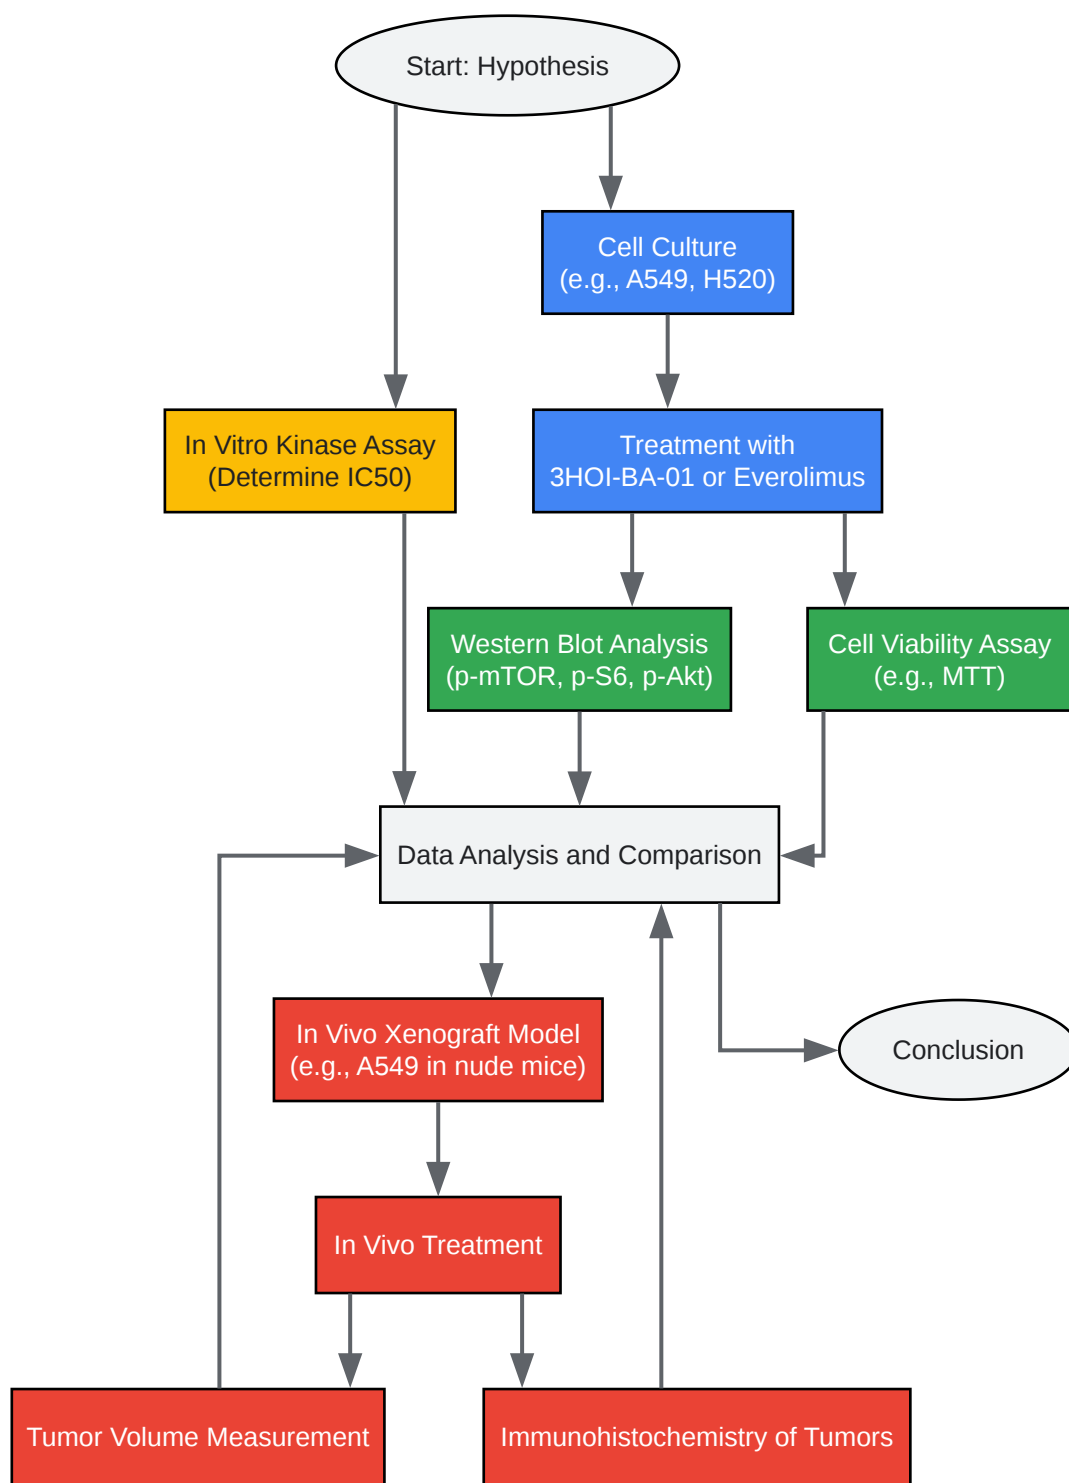 Start: Hypothesis
Cell Culture
(e.g., A549, H520)
In Vitro Kinase Assay
(Determine IC50)
Treatment with
3HOI-BA-01 or Everolimus
Western Blot Analysis
(p-mTOR, p-S6, p-Akt)
Cell Viability Assay
(e.g., MTT)
Data Analysis and Comparison
In Vivo Xenograft Model
(e.g., A549 in nude mice)
Conclusion
In Vivo Treatment
Tumor Volume Measurement
Immunohistochemistry of Tumors